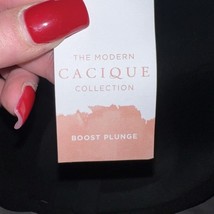 THE MODERN
CACIQUE
COLLECTION
BOOST PLUNGE